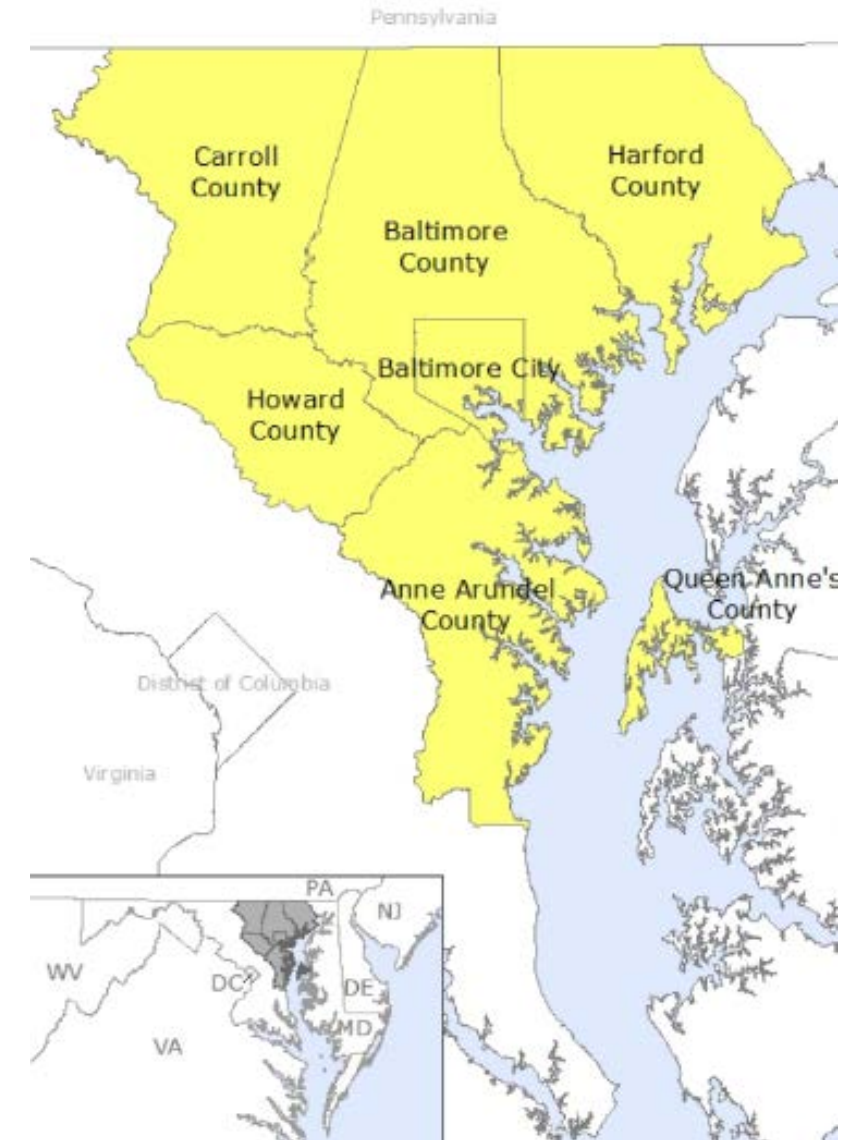 Pennsylvania
Carroll
County
Harford
County
Baltimore
County
Baltimore City
Howard
County
Anne Arundel
County
Queen Anne's
County
District of Columbia
Virginia
PA
NJ
WV
DC
DE
MD
VA